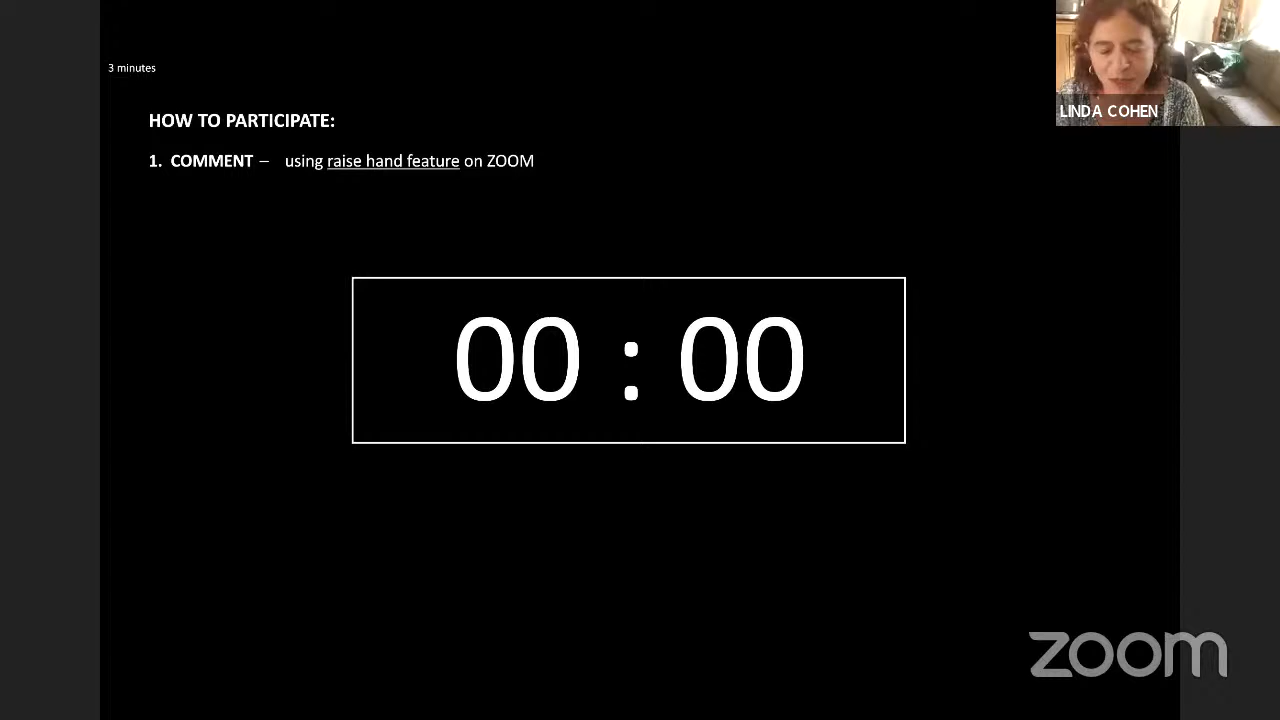 3 minutes
HOW TO PARTICIPATE:
1. COMMENT – using raise hand feature on ZOOM
00 : 00
LINDA COHEN
zoom